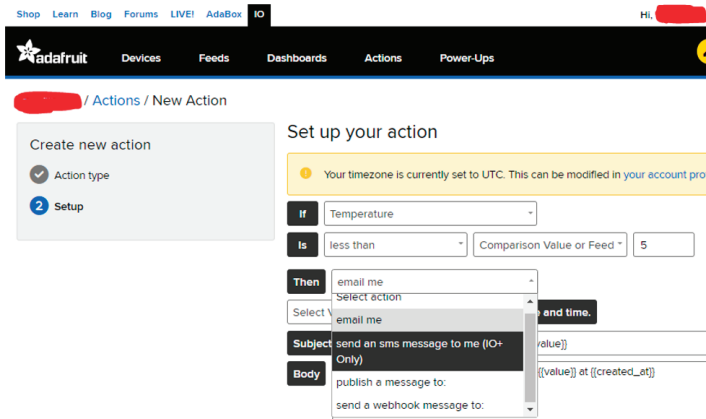 Shop Learn Blog Forums LIVE! AdaBox IO Hi,
adafruit Devices Feeds Dashboards Actions Power-Ups
/ Actions / New Action
Create new action
Action type
2 Setup
Set up your action
Your timezone is currently set to UTC. This can be modified in your account pro
If Temperature
Is less than Comparison Value or Feed 5
Then email me
Select action
Select and time.
email me
Subject value}}
send an sms message to me (IO+
Only)
Body {{value}} at {{created_at}}
publish a message to:
send a webhook message to: